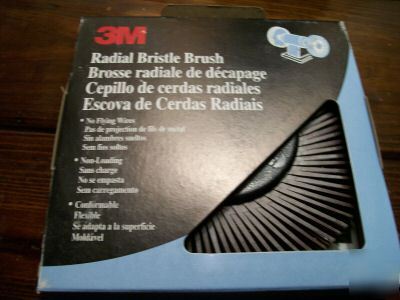 3M
Radial Bristle Brush
Brosse radiale de décapage
Cepillo de cerdas radiales
Escova de Cerdas Radiais
• No Flying Wires
Pas de projection de fils de métal
Sin alambres sueltos
Sem fios soltos
• Non-Loading
Sans charge
No se empasta
Sem carregamento
• Conformable
Flexible
Se adapta a la superficie
Moldável